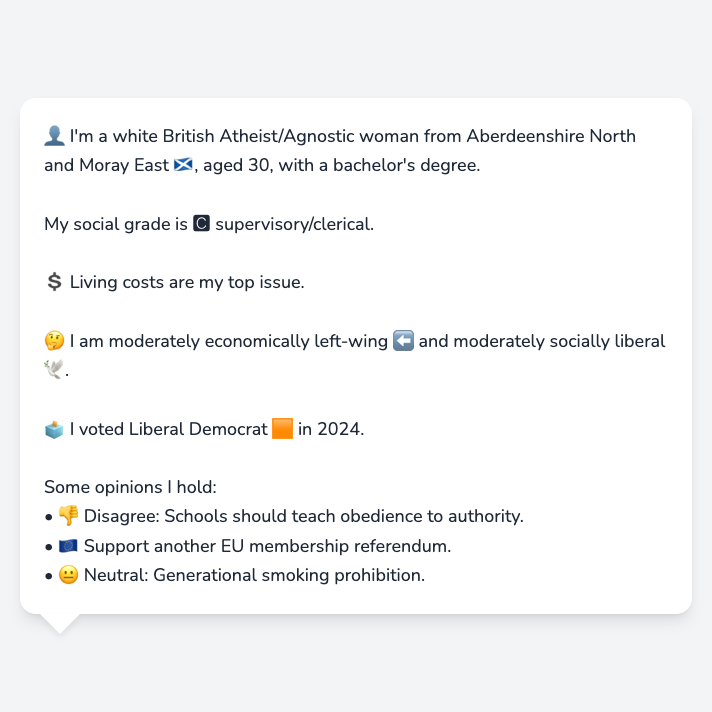 👤 I'm a white British Atheist/Agnostic woman from Aberdeenshire North
and Moray East 🏴󠁧󠁢󠁳󠁣󠁴󠁿, aged 30, with a bachelor's degree.
My social grade is 🅲 supervisory/clerical.
💲 Living costs are my top issue.
🤔 I am moderately economically left-wing ⬅️ and moderately socially liberal
🕊️.
🗳️ I voted Liberal Democrat 🟧 in 2024.
Some opinions I hold:
• 👎 Disagree: Schools should teach obedience to authority.
• 🇪🇺 Support another EU membership referendum.
• 😐 Neutral: Generational smoking prohibition.